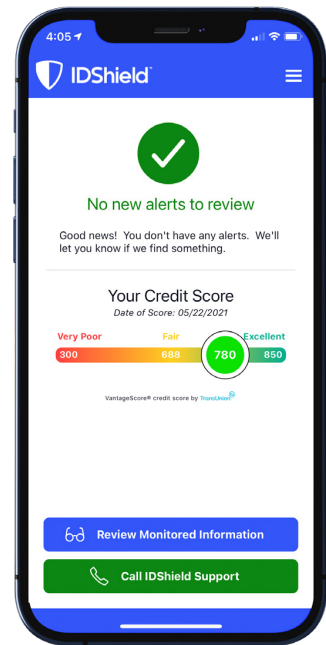 4:05
IDShield
No new alerts to review
Good news! You don't have any alerts. We'll
let you know if we find something.
Your Credit Score
Date of Score: 05/22/2021
Very Poor Fair Excellent
300 688 780 850
VantageScore® credit score by TransUnion®
Review Monitored Information
Call IDShield Support